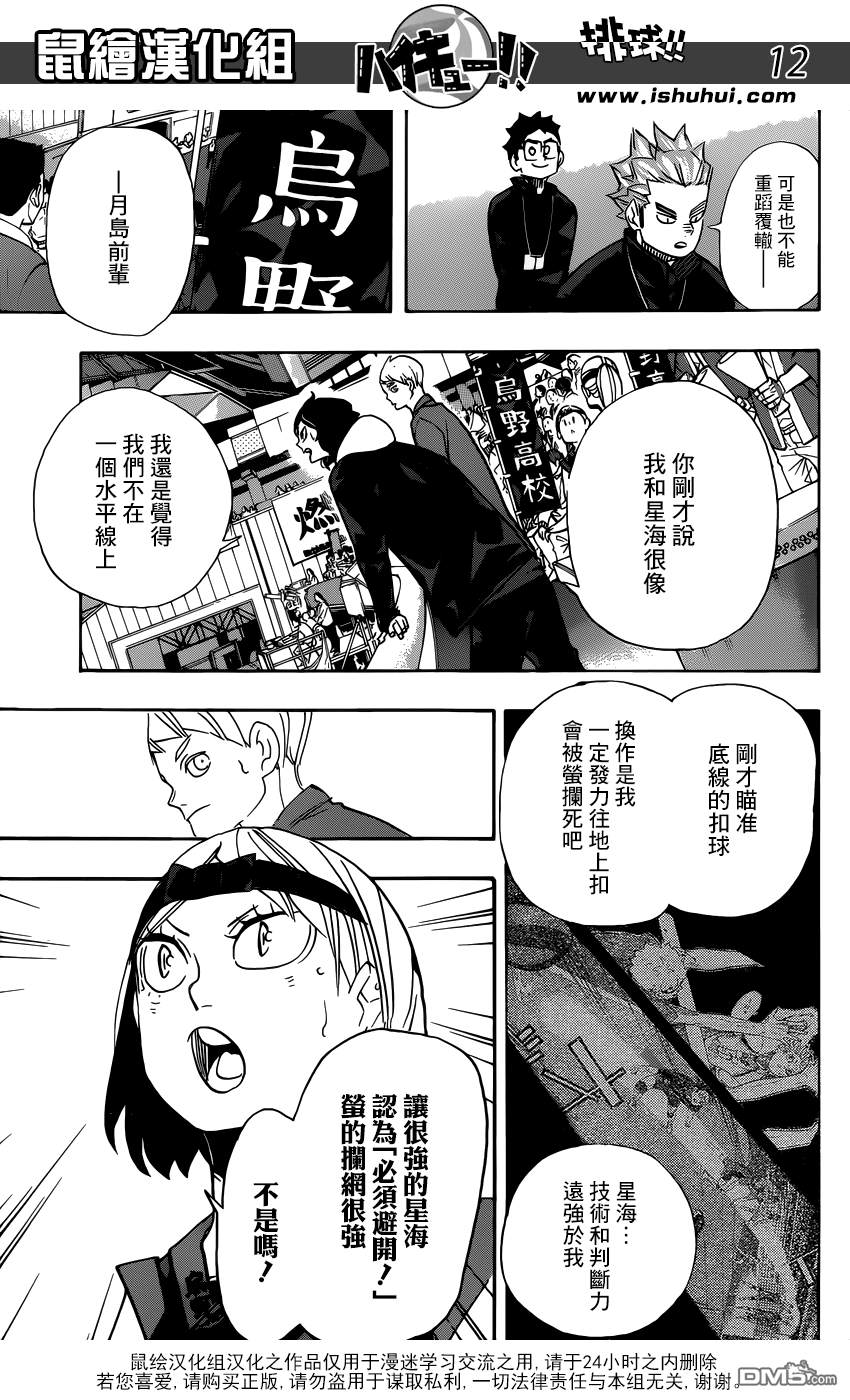 鼠繪漢化組
ハイキュー!!
排球!!
12
www.ishuhui.com
可是也不能
重蹈覆轍——
烏野
—月島前輩
你剛才說
我和星海很像
烏野高校
燃
我還是覺得
我們不在
一個水平線上
剛才瞄准
底線的扣球
換作是我
一定發力往地上扣
會被螢攔死吧
星海…
技術和判斷力
遠強於我
讓很強的星海
認為「必須避開！」
螢的攔網很強
不是嗎！
鼠绘汉化组汉化之作品仅用于漫迷学习交流之用, 请于24小时之内删除
若您喜爱, 请购买正版, 请勿用于谋取私利, 一切法律责任与本组无关, 谢谢。
DM5.com